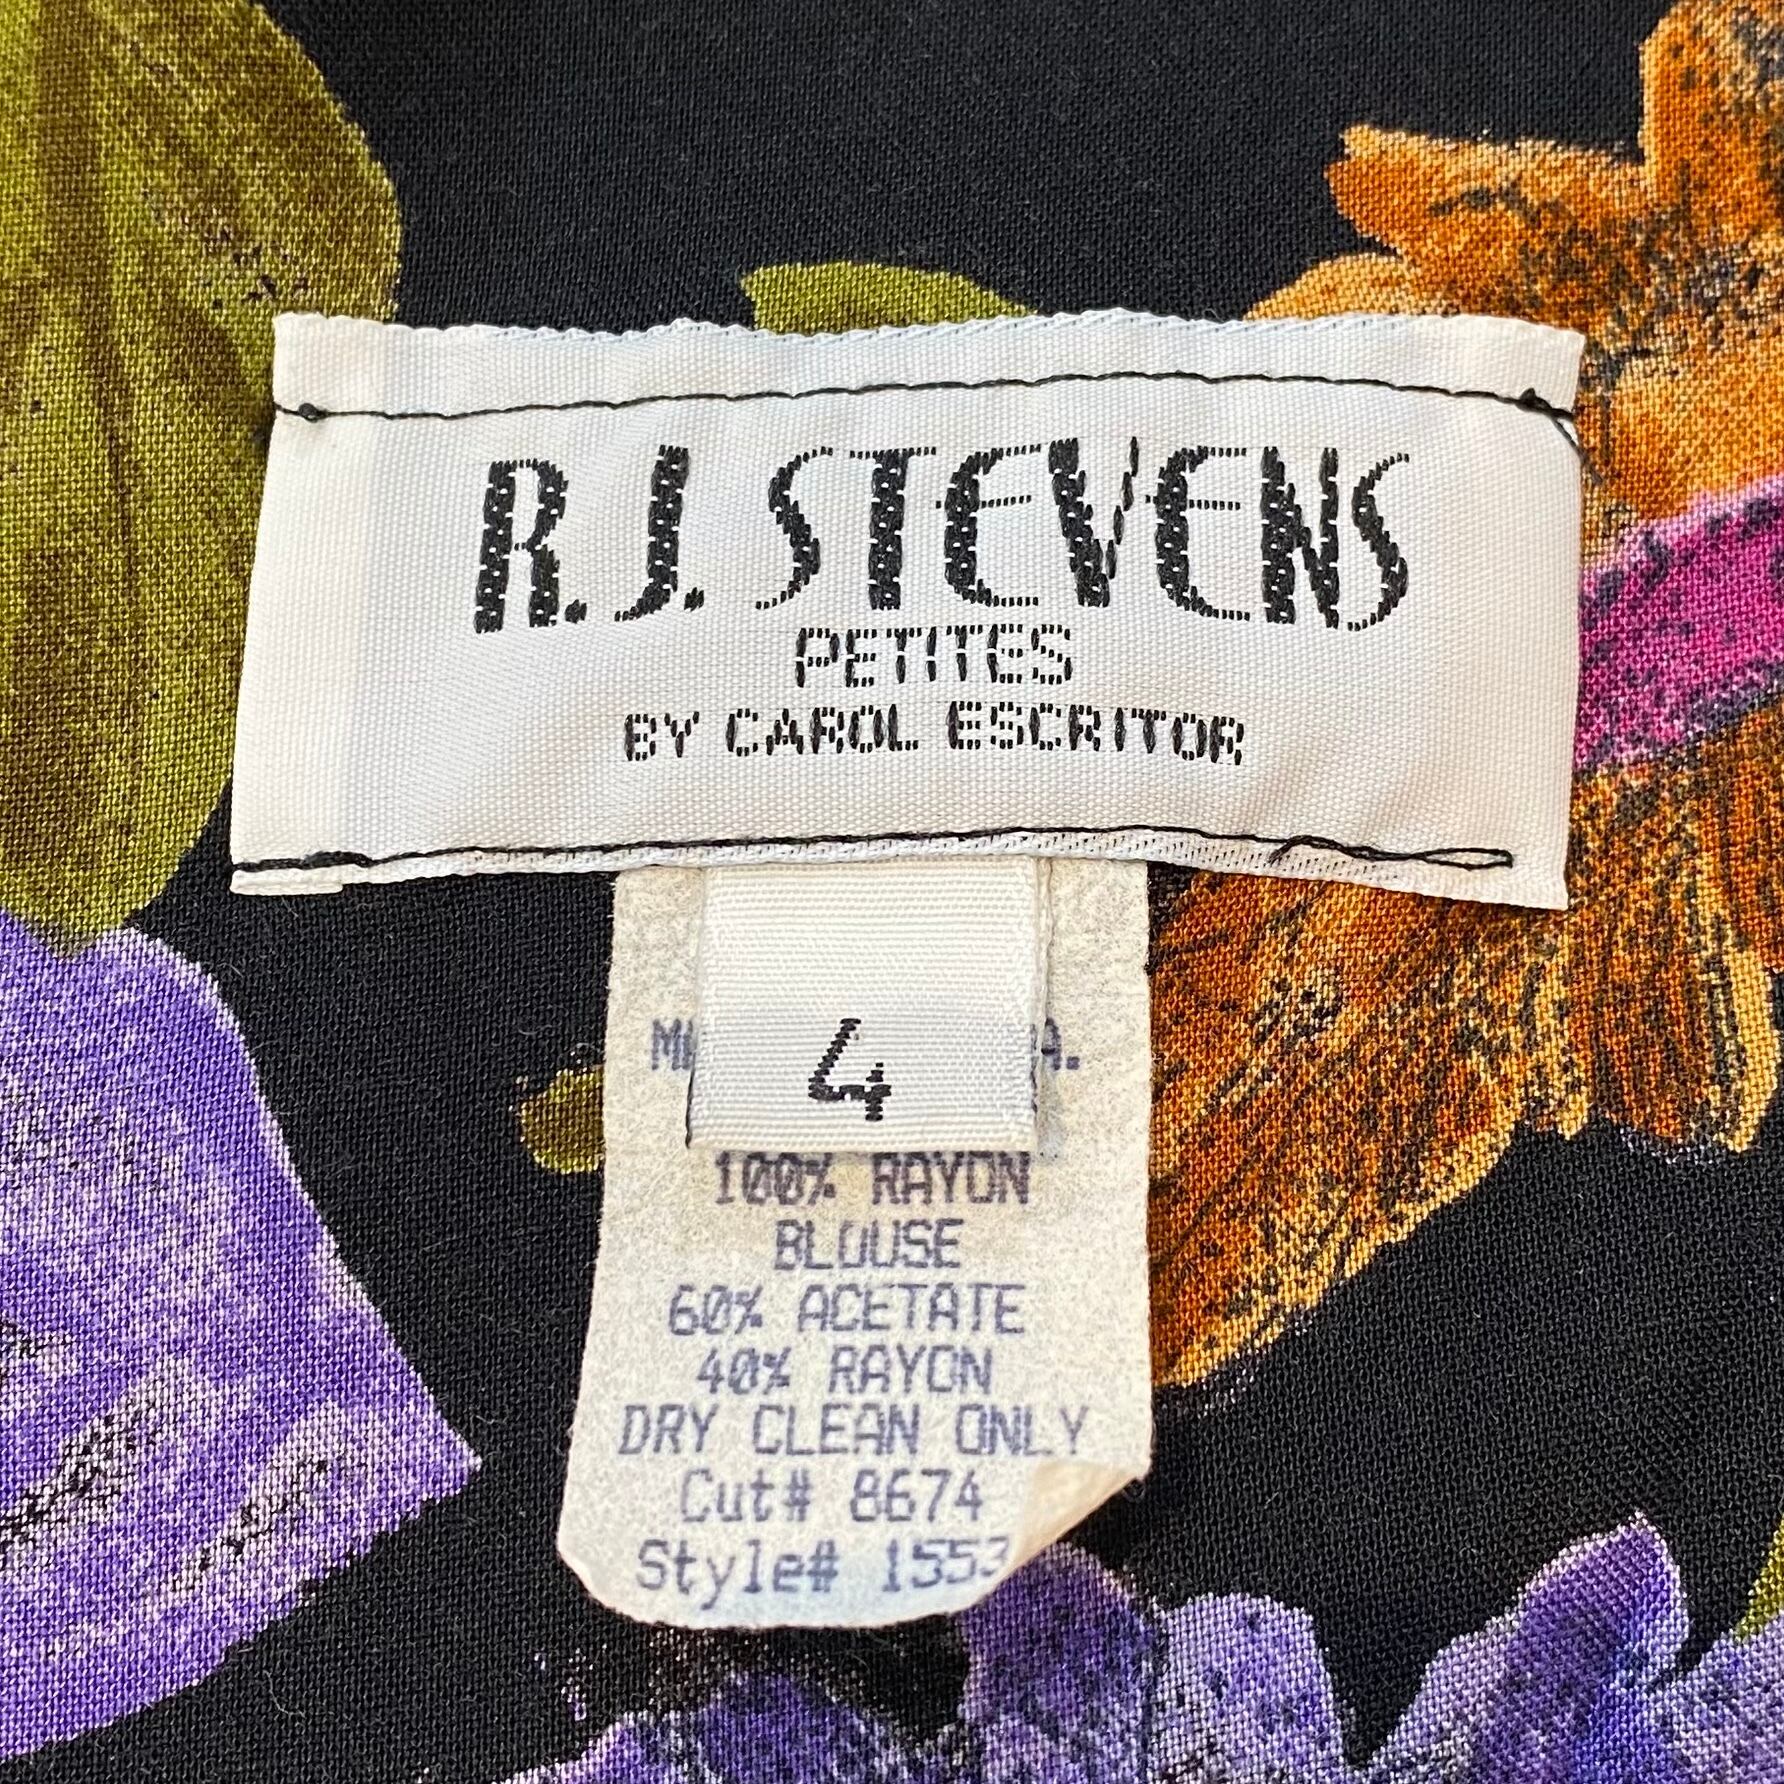 R.J. STEVENS
PETITES
BY CAROL ESCRITOR
4
100% RAYON
BLOUSE
60% ACETATE
40% RAYON
DRY CLEAN ONLY
Cut# 8674
Style# 1553